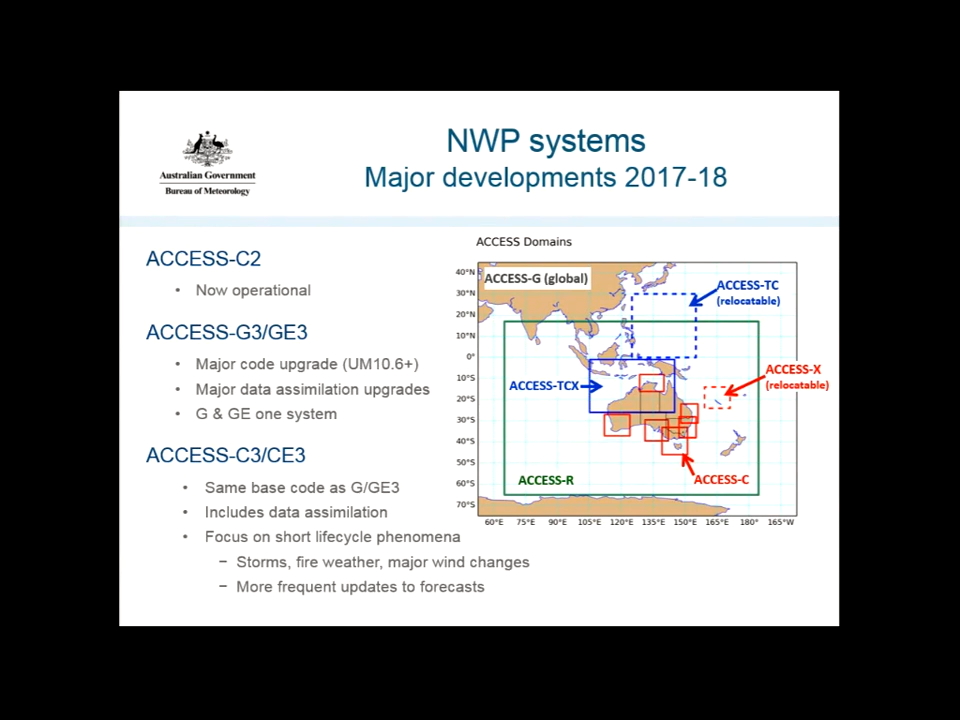 NWP systems
Major developments 2017-18
Australian Government
Bureau of Meteorology
ACCESS-C2
• Now operational
ACCESS-G3/GE3
• Major code upgrade (UM10.6+)
• Major data assimilation upgrades
• G & GE one system
ACCESS-C3/CE3
• Same base code as G/GE3
• Includes data assimilation
• Focus on short lifecycle phenomena
− Storms, fire weather, major wind changes
− More frequent updates to forecasts
ACCESS Domains
ACCESS-G (global)
ACCESS-TC
(relocatable)
ACCESS-X
(relocatable)
ACCESS-TCX
ACCESS-R
ACCESS-C
40°N
30°N
20°N
10°N
0°
10°S
20°S
30°S
40°S
50°S
60°S
70°S
60°E 75°E 90°E 105°E 120°E 135°E 150°E 165°E 180° 165°W